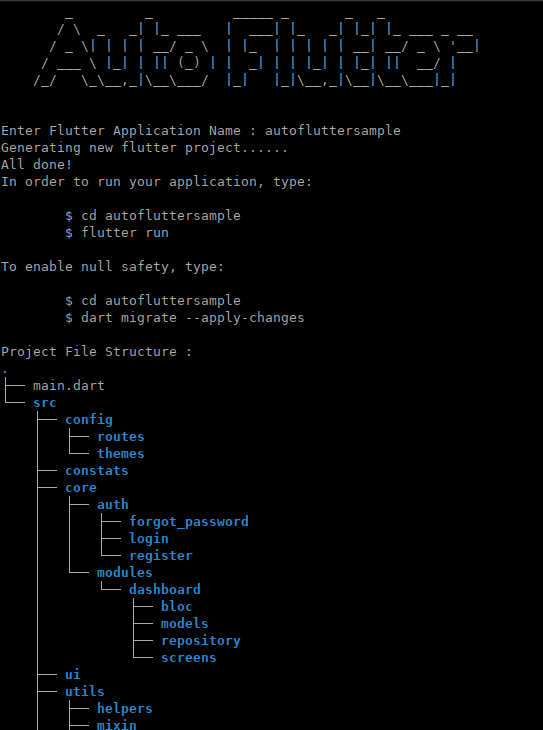 Auto Flutter
Enter Flutter Application Name : autofluttersample
Generating new flutter project......
All done!
In order to run your application, type:
$ cd autofluttersample
$ flutter run
To enable null safety, type:
$ cd autofluttersample
$ dart migrate --apply-changes
Project File Structure :
.
├── main.dart
└── src
    ├── config
    │   ├── routes
    │   └── themes
    ├── constats
    ├── core
    │   ├── auth
    │   │   ├── forgot_password
    │   │   ├── login
    │   │   └── register
    │   └── modules
    │       └── dashboard
    │           ├── bloc
    │           ├── models
    │           ├── repository
    │           └── screens
    ├── ui
    ├── utils
    │   ├── helpers
    │   ├── mixin